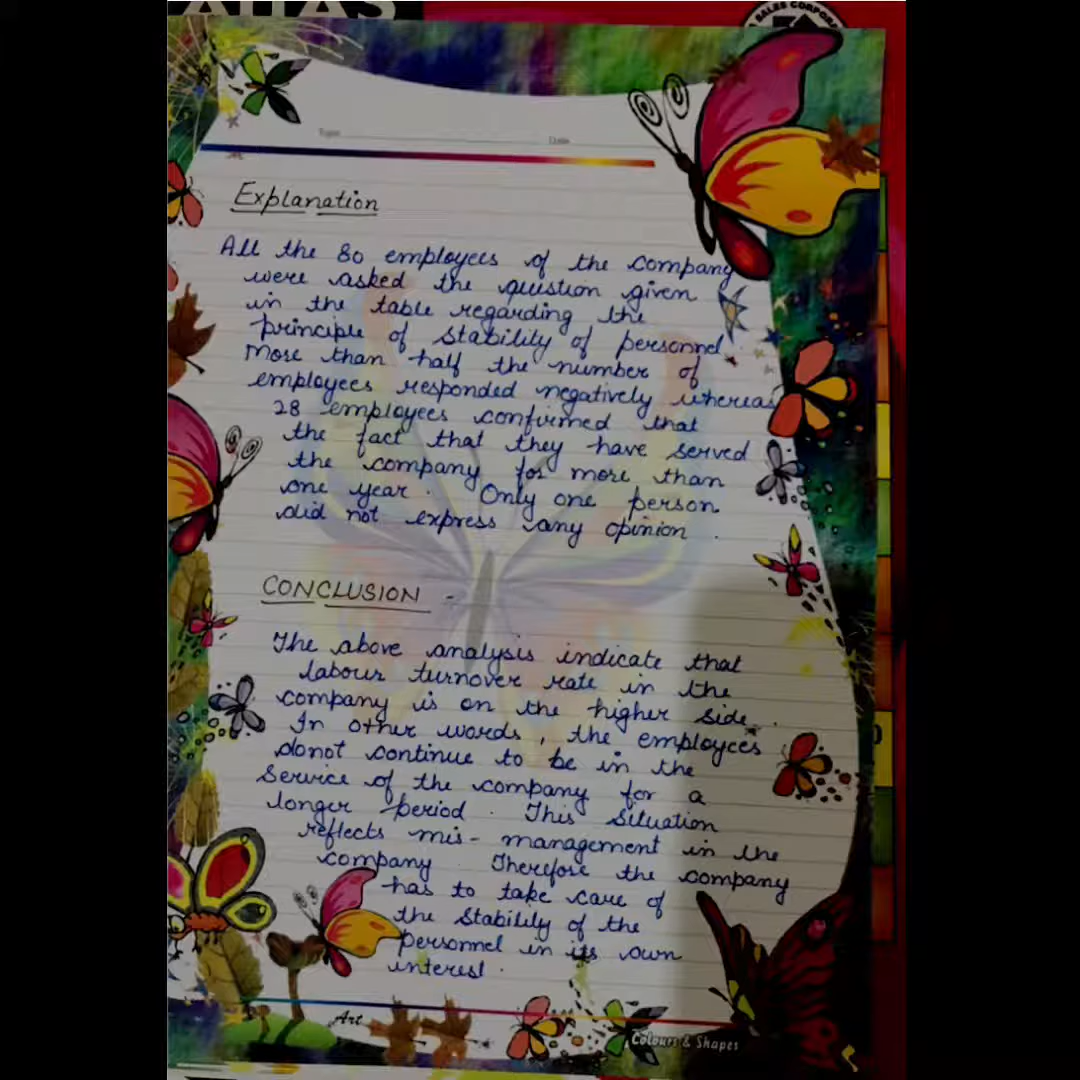 ATLAS
SALES CORPORA
Topic
Date
Explanation
All the 80 employees of the company
were asked the question given
in the table regarding the
principle of Stability of personnel.
More than half the number of
employees responded negatively whereas
28 employees confirmed that
the fact that they have served
the company for more than
one year. Only one person
did not express any opinion.
CONCLUSION -
The above analysis indicate that
labour turnover rate in the
company is on the higher side.
In other words, the employees
donot continue to be in the
Service of the company for a
longer period. This Situation
reflects mis-management in the
company. Therefore the company
has to take care of
the Stability of the
personnel in its own
interest.
Art
Colours & Shapes